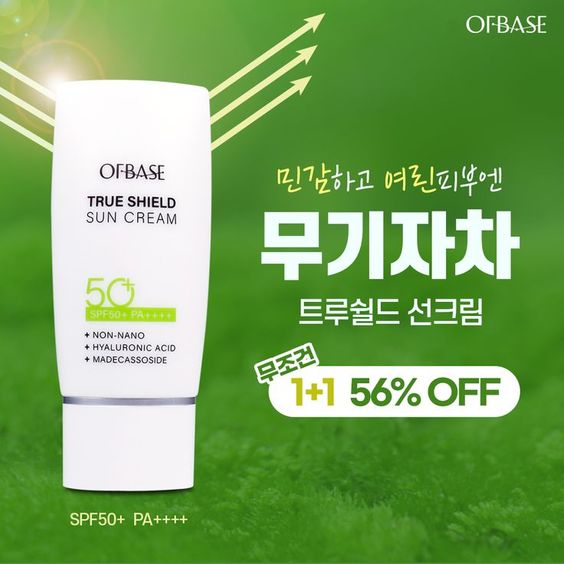 OFBASE
OFBASE
TRUE SHIELD
SUN CREAM
50+
SPF50+ PA++++
+ NON-NANO
+ HYALURONIC ACID
+ MADECASSOSIDE
SPF50+ PA++++
민감하고 여린피부엔
무기자차
트루쉴드 선크림
무조건
1+1 56% OFF